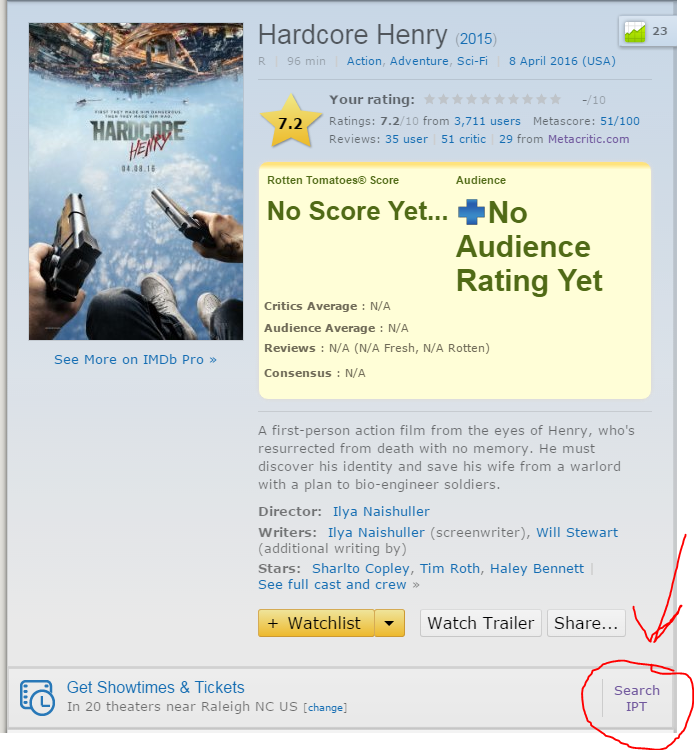 Hardcore Henry (2015)
23
R | 96 min | Action, Adventure, Sci-Fi | 8 April 2016 (USA)
FIRST THEY MADE HIM DANGEROUS.
THEN THEY MADE HIM MAD.
HARDCORE
HENRY
04.08.16
7.2
Your rating: -/10
Ratings: 7.2/10 from 3,711 users Metascore: 51/100
Reviews: 35 user | 51 critic | 29 from Metacritic.com
Rotten Tomatoes® Score
No Score Yet...
Audience
No
Audience
Rating Yet
Critics Average : N/A
Audience Average : N/A
Reviews : N/A (N/A Fresh, N/A Rotten)
Consensus : N/A
See More on IMDb Pro »
A first-person action film from the eyes of Henry, who's
resurrected from death with no memory. He must
discover his identity and save his wife from a warlord
with a plan to bio-engineer soldiers.
Director: Ilya Naishuller
Writers: Ilya Naishuller (screenwriter), Will Stewart
(additional writing by)
Stars: Sharlto Copley, Tim Roth, Haley Bennett |
See full cast and crew »
+ Watchlist
Watch Trailer
Share...
Get Showtimes & Tickets
In 20 theaters near Raleigh NC US [change]
Search
IPT